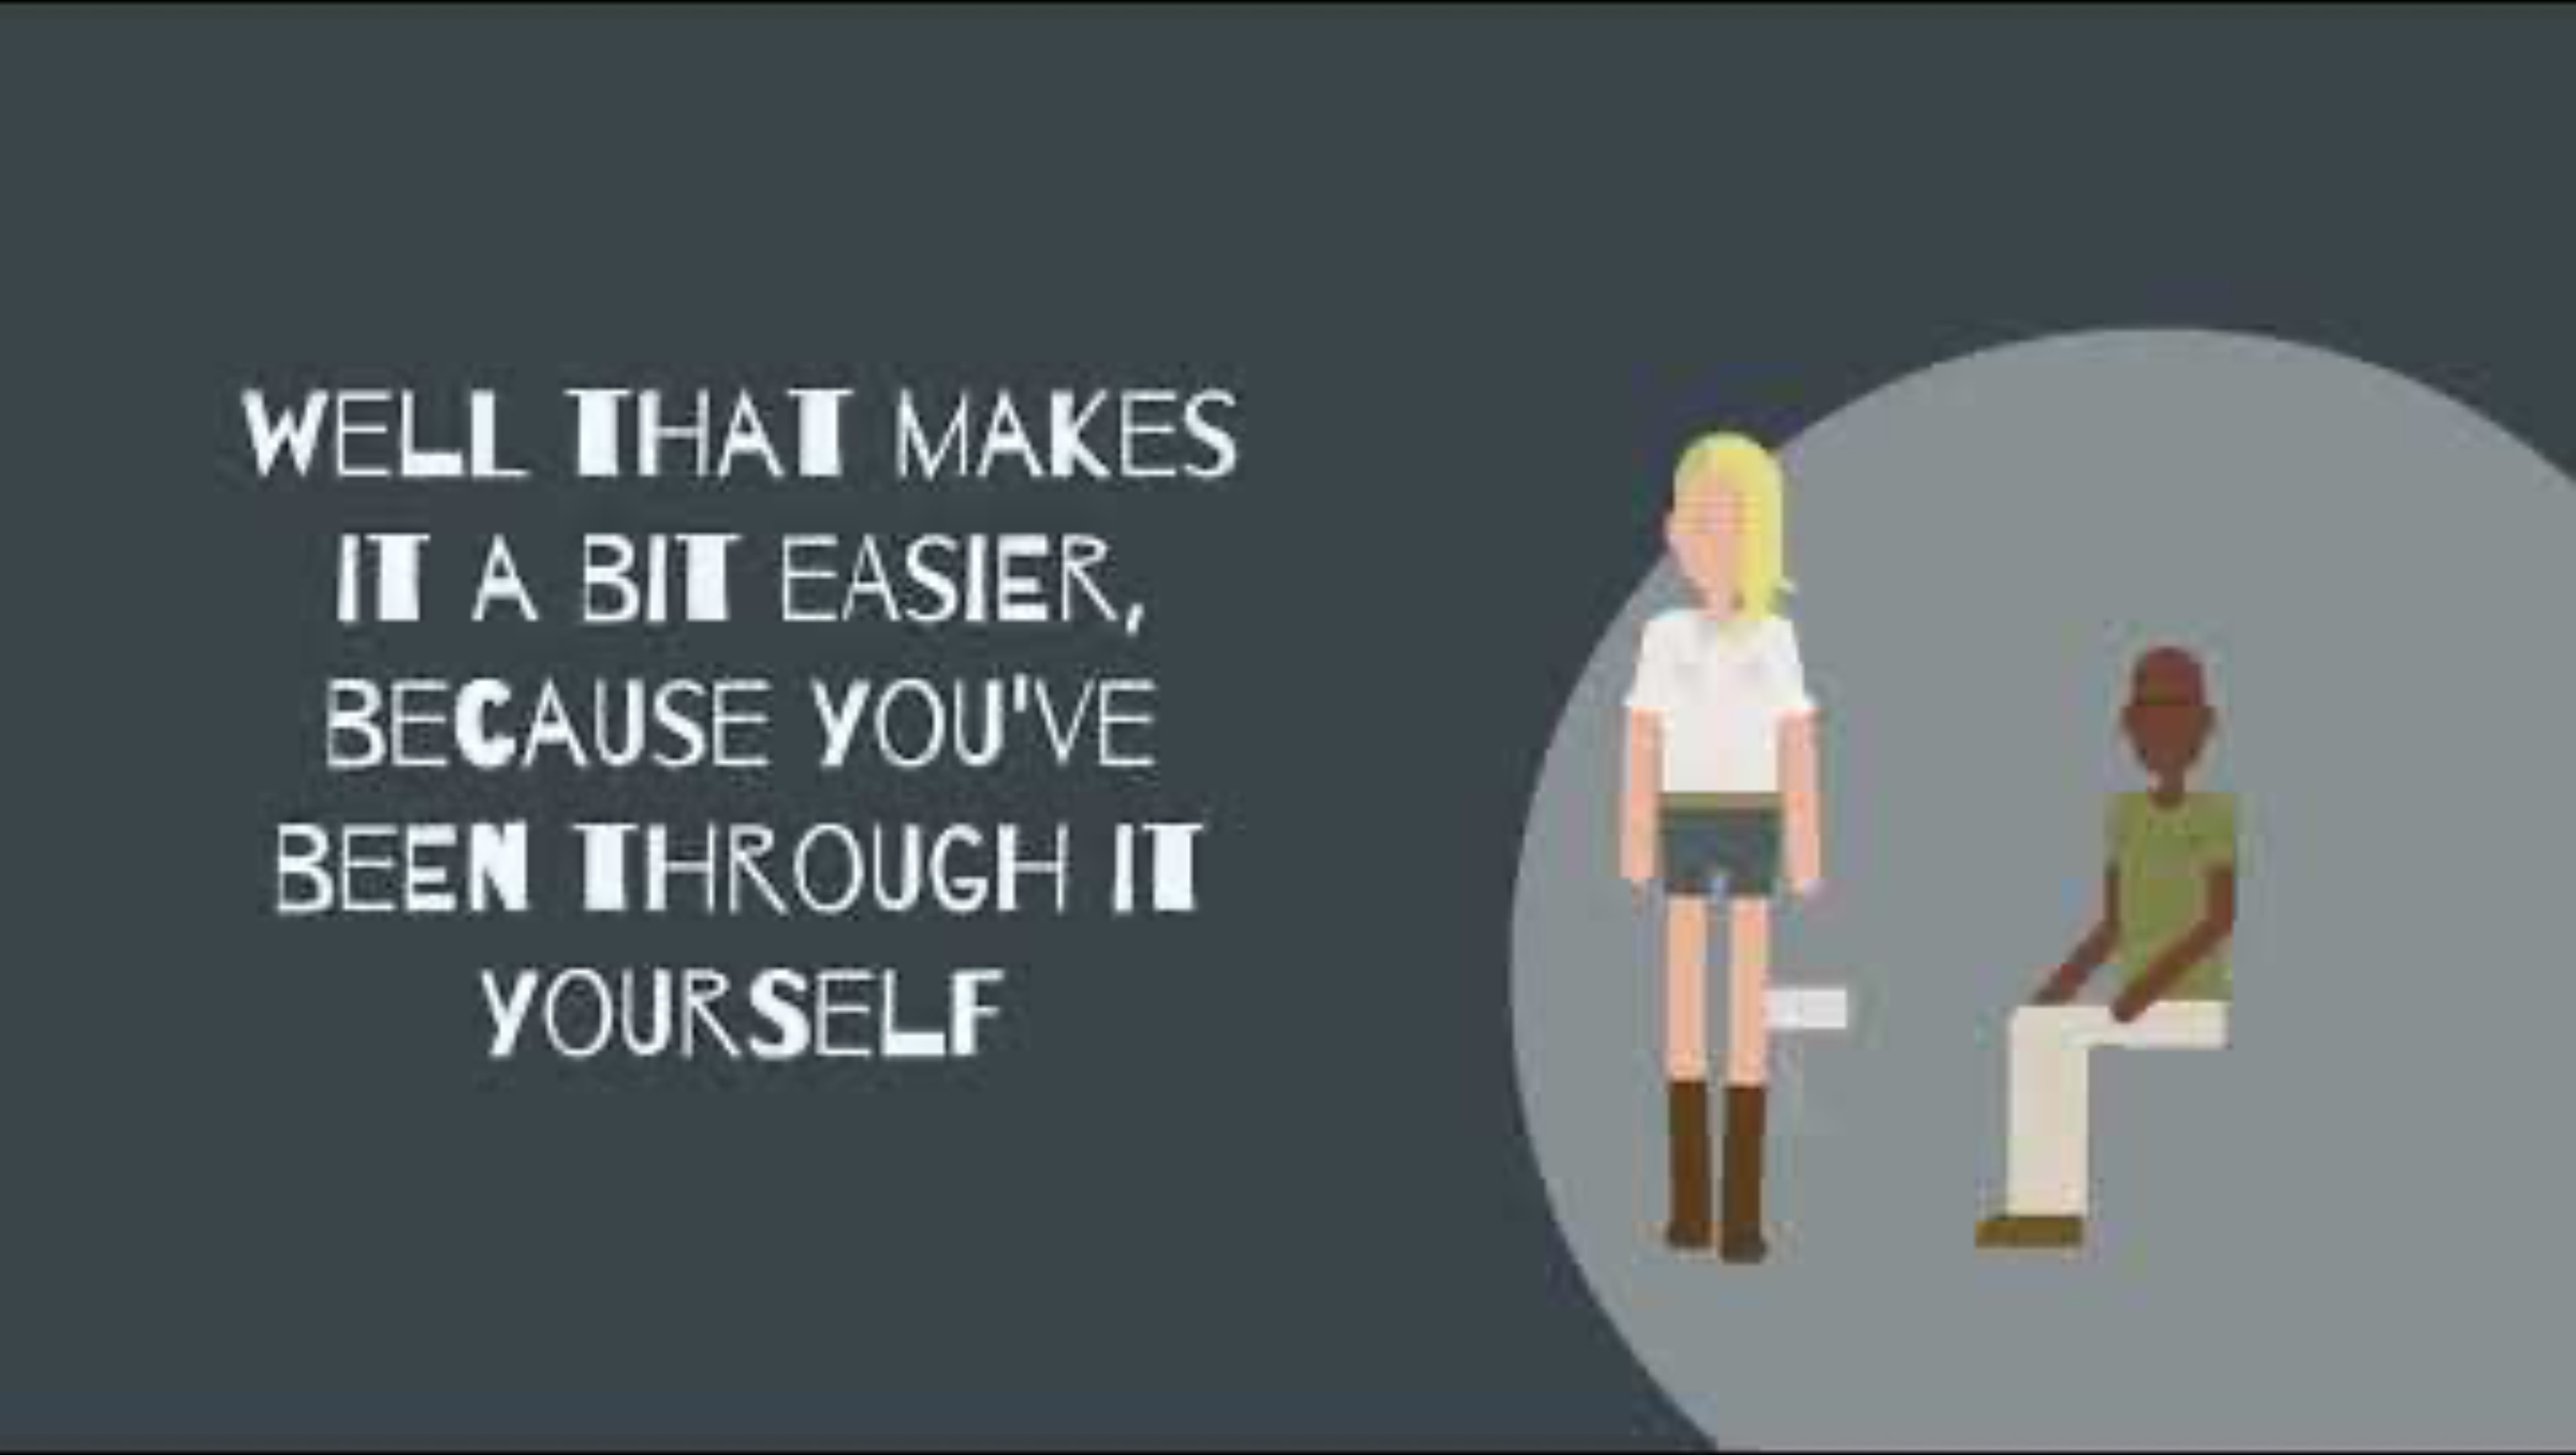 WELL THAT MAKES
IT A BIT EASIER,
BECAUSE YOU'VE
BEEN THROUGH IT
YOURSELF